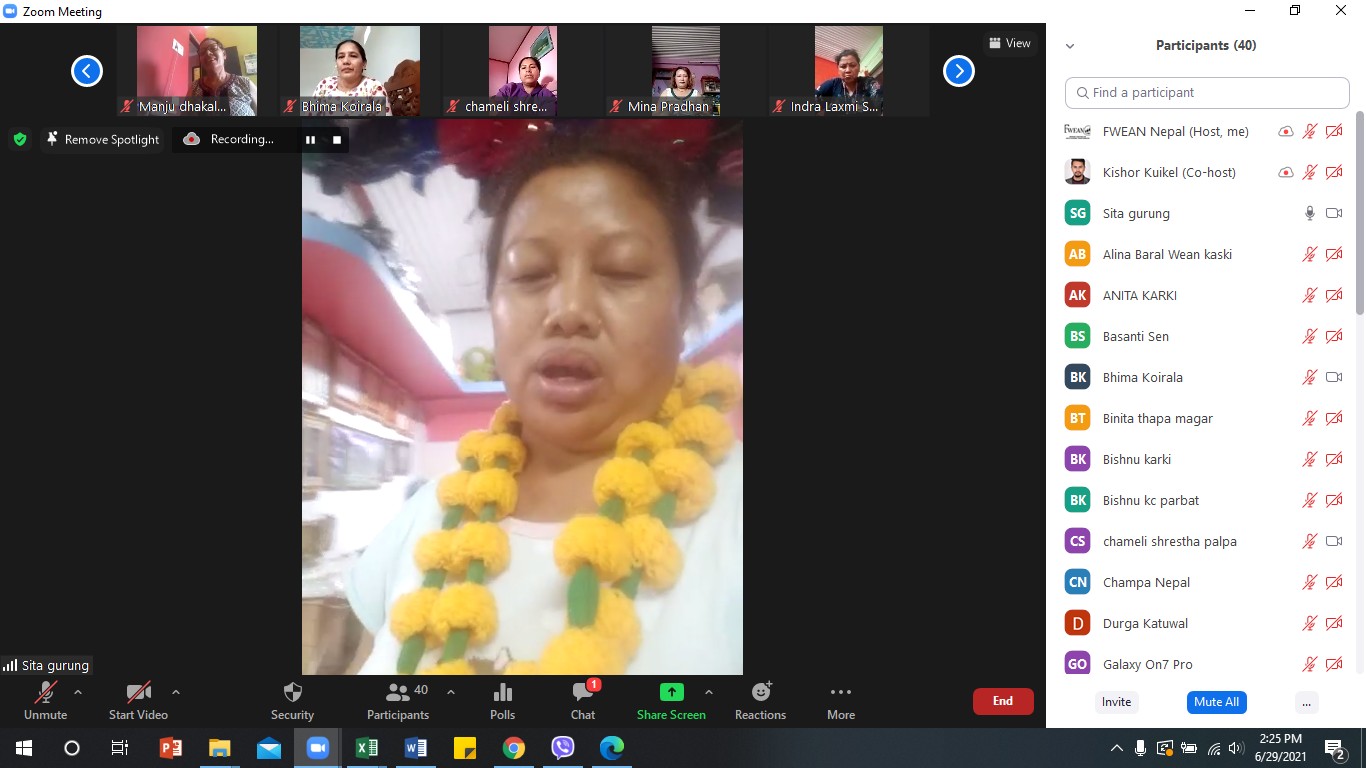 Zoom Meeting
Manju dhakal...
Bhima Koirala
chameli shre...
Mina Pradhan
Indra Laxmi S...
View
Remove Spotlight
Recording...
Sita gurung
Unmute
Start Video
Security
40
Participants
Polls
1
Chat
Share Screen
Reactions
More
End
Participants (40)
Find a participant
FWEAN FWEAN Nepal (Host, me)
Kishor Kuikel (Co-host)
SG Sita gurung
AB Alina Baral Wean kaski
AK ANITA KARKI
BS Basanti Sen
BK Bhima Koirala
BT Binita thapa magar
BK Bishnu karki
BK Bishnu kc parbat
CS chameli shrestha palpa
CN Champa Nepal
D Durga Katuwal
GO Galaxy On7 Pro
Invite
Mute All
...
2:25 PM
6/29/2021
2